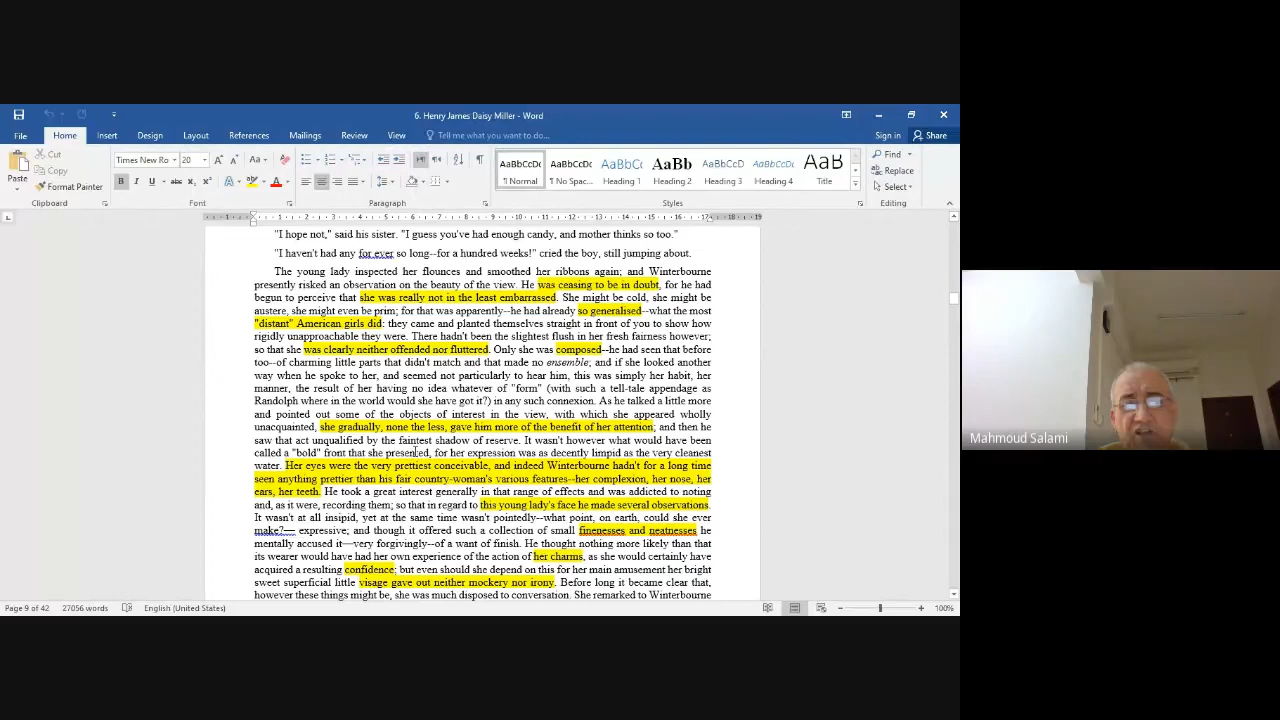 6. Henry James Daisy Miller - Word
File Home Insert Design Layout References Mailings Review View Tell me what you want to do... Sign in Share
Cut
Copy
Format Painter
Paste
Times New Ro 20
AaBbCcDc AaBbCcDc AaBbC AaBb AaBbCcD AaBbCcD AaB
¶ Normal ¶ No Spac... Heading 1 Heading 2 Heading 3 Heading 4 Title
Find
Replace
Select
Clipboard Font Paragraph Styles Editing
"I hope not," said his sister. "I guess you've had enough candy, and mother thinks so too."
"I haven't had any for ever so long--for a hundred weeks!" cried the boy, still jumping about.
The young lady inspected her flounces and smoothed her ribbons again; and Winterbourne
presently risked an observation on the beauty of the view. He was ceasing to be in doubt, for he had
begun to perceive that she was really not in the least embarrassed. She might be cold, she might be
austere, she might even be prim; for that was apparently--he had already so generalised--what the most
"distant" American girls did: they came and planted themselves straight in front of you to show how
rigidly unapproachable they were. There hadn't been the slightest flush in her fresh fairness however;
so that she was clearly neither offended nor fluttered. Only she was composed--he had seen that before
too--of charming little parts that didn't match and that made no ensemble; and if she looked another
way when he spoke to her, and seemed not particularly to hear him, this was simply her habit, her
manner, the result of her having no idea whatever of "form" (with such a tell-tale appendage as
Randolph where in the world would she have got it?) in any such connexion. As he talked a little more
and pointed out some of the objects of interest in the view, with which she appeared wholly
unacquainted, she gradually, none the less, gave him more of the benefit of her attention; and then he
saw that act unqualified by the faintest shadow of reserve. It wasn't however what would have been
called a "bold" front that she presented, for her expression was as decently limpid as the very cleanest
water. Her eyes were the very prettiest conceivable, and indeed Winterbourne hadn't for a long time
seen anything prettier than his fair country-woman's various features--her complexion, her nose, her
ears, her teeth. He took a great interest generally in that range of effects and was addicted to noting
and, as it were, recording them; so that in regard to this young lady's face he made several observations.
It wasn't at all insipid, yet at the same time wasn't pointedly--what point, on earth, could she ever
make?— expressive; and though it offered such a collection of small finenesses and neatnesses he
mentally accused it—very forgivingly--of a want of finish. He thought nothing more likely than that
its wearer would have had her own experience of the action of her charms, as she would certainly have
acquired a resulting confidence; but even should she depend on this for her main amusement her bright
sweet superficial little visage gave out neither mockery nor irony. Before long it became clear that,
however these things might be, she was much disposed to conversation. She remarked to Winterbourne
Page 9 of 42 27056 words English (United States) 100%
Mahmoud Salami